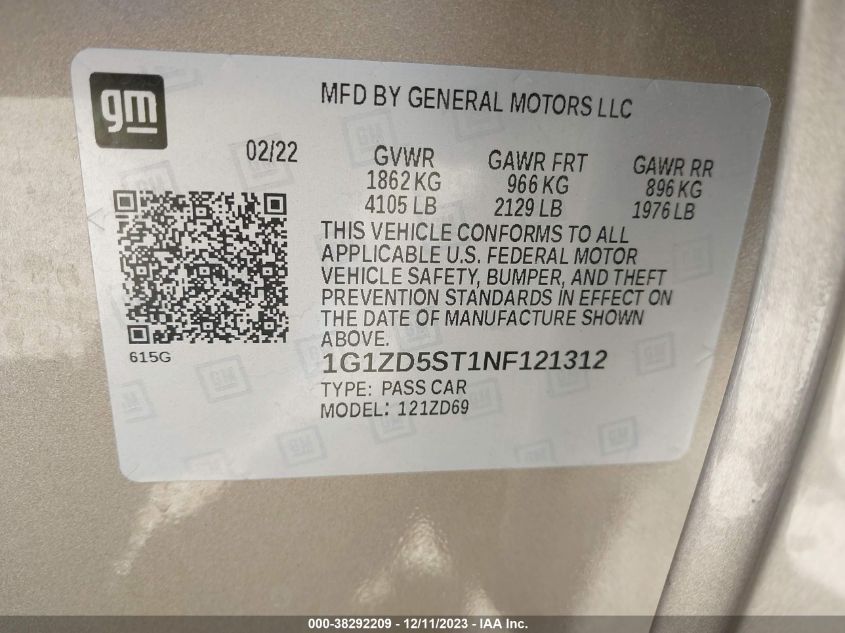 gm
MFD BY GENERAL MOTORS LLC
02/22
GVWR GAWR FRT GAWR RR
1862 KG 966 KG 896 KG
4105 LB 2129 LB 1976 LB
THIS VEHICLE CONFORMS TO ALL
APPLICABLE U.S. FEDERAL MOTOR
VEHICLE SAFETY, BUMPER, AND THEFT
PREVENTION STANDARDS IN EFFECT ON
THE DATE OF MANUFACTURE SHOWN
ABOVE.
615G
1G1ZD5ST1NF121312
TYPE: PASS CAR
MODEL: 121ZD69
000-38292209 - 12/11/2023 - IAA Inc.